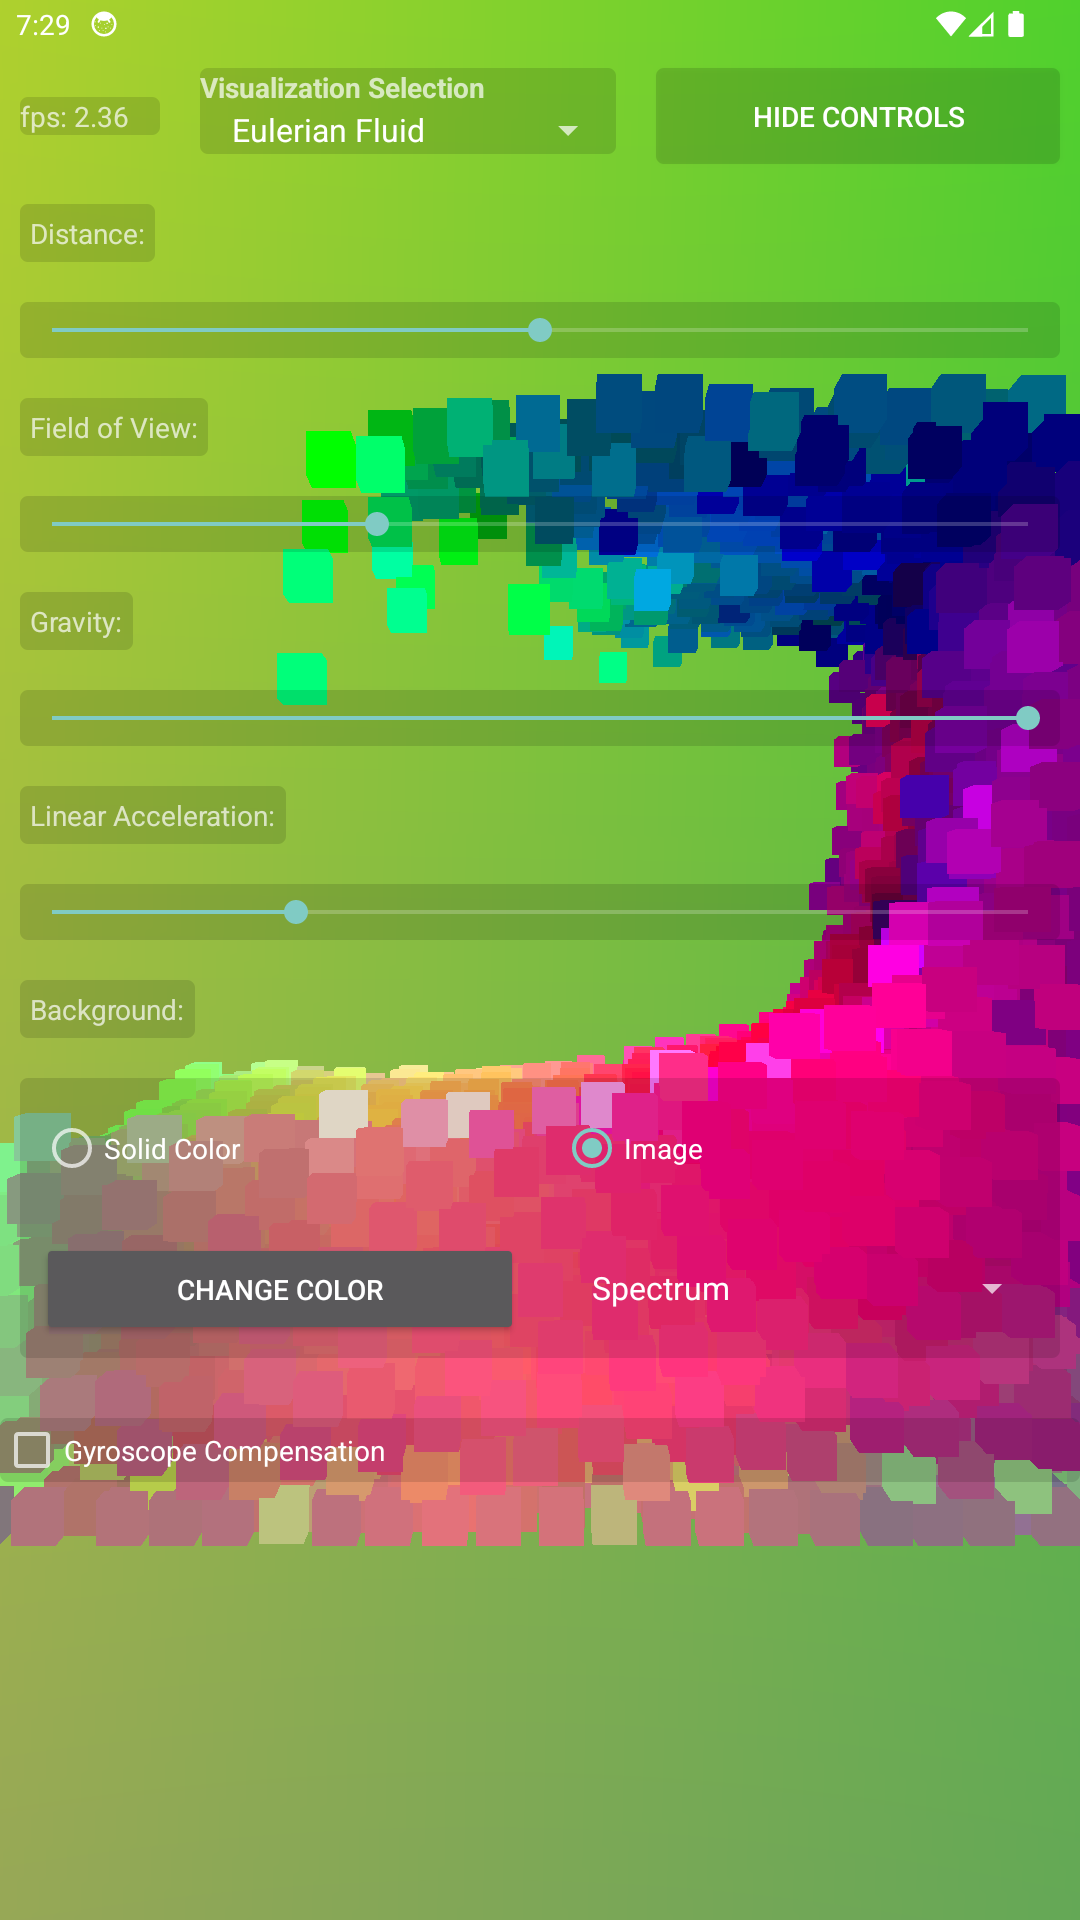 7:29
fps: 2.36
Visualization Selection
Eulerian Fluid
HIDE CONTROLS
Distance:
Field of View:
Gravity:
Linear Acceleration:
Background:
Solid Color
Image
CHANGE COLOR
Spectrum
Gyroscope Compensation